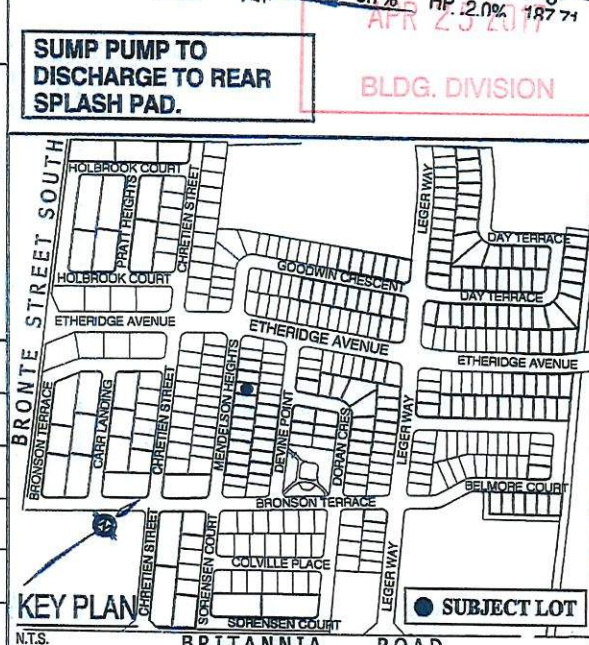 HP. 2.0% 187 71
APR 25 2017
SUMP PUMP TO
DISCHARGE TO REAR
SPLASH PAD.
BLDG. DIVISION
BRONTE STREET SOUTH
HOLBROOK COURT
PRATT HEIGHTS
CHRETIEN STREET
LEGER WAY
DAY TERRACE
GOODWIN CRESCENT
HOLBROOK COURT
DAY TERRACE
ETHERIDGE AVENUE
ETHERIDGE AVENUE
ETHERIDGE AVENUE
BRONSON TERRACE
CARR LANDING
CHRETIEN STREET
MENDELSON HEIGHTS
DEVINE POINT
DORAN CRES
LEGER WAY
BELMORE COURT
BRONSON TERRACE
CHRETIEN STREET
SORENSEN COURT
COLVILLE PLACE
LEGER WAY
KEY PLAN
SORENSEN COURT
SUBJECT LOT
N.T.S.
BRITANNIA ROAD